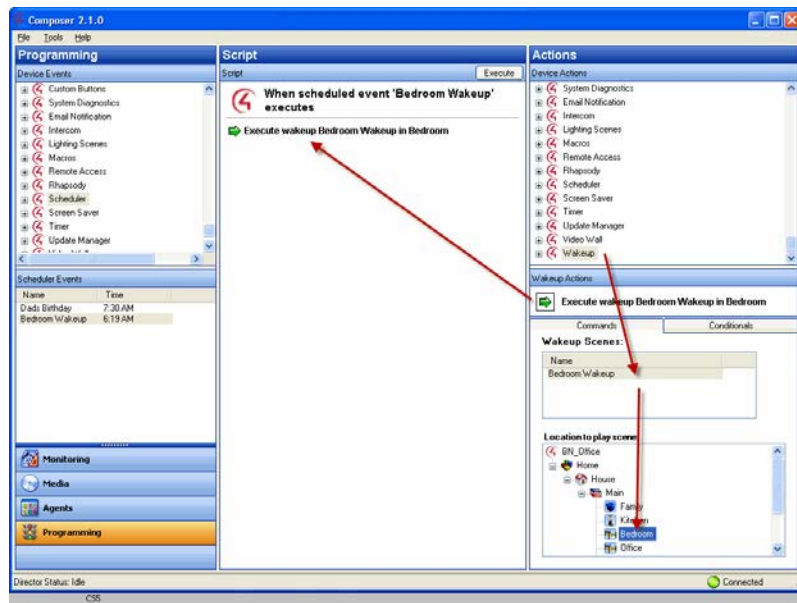 Composer 2.1.0
File Tools Help
Programming
Device Events
Custom Buttons
System Diagnostics
Email Notification
Intercom
Lighting Scenes
Macros
Remote Access
Rhapsody
Scheduler
Screen Saver
Timer
Update Manager
Scheduler Events
Name Time
Dads Birthday 7:30 AM
Bedroom Wakeup 6:19 AM
Monitoring
Media
Agents
Programming
Script
Script Execute
When scheduled event 'Bedroom Wakeup'
executes
Execute wakeup Bedroom Wakeup in Bedroom
Actions
Device Actions
System Diagnostics
Email Notification
Intercom
Lighting Scenes
Macros
Remote Access
Rhapsody
Scheduler
Screen Saver
Timer
Update Manager
Video Wall
Wakeup
Wakeup Actions
Execute wakeup Bedroom Wakeup in Bedroom
Commands Conditionals
Wakeup Scenes:
Name
Bedroom Wakeup
Location to play scene
BN_Office
Home
House
Main
Family
Kitchen
Bedroom
Office
Director Status: Idle
Connected
CS5